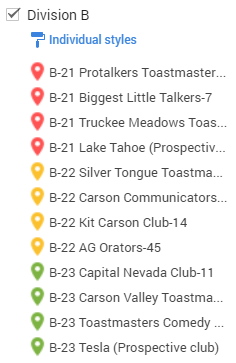 Division B
Individual styles
B-21 Protalkers Toastmaster...
B-21 Biggest Little Talkers-7
B-21 Truckee Meadows Toas...
B-21 Lake Tahoe (Prospectiv...
B-22 Silver Tongue Toastma...
B-22 Carson Communicators...
B-22 Kit Carson Club-14
B-22 AG Orators-45
B-23 Capital Nevada Club-11
B-23 Carson Valley Toastma...
B-23 Toastmasters Comedy ...
B-23 Tesla (Prospective club)